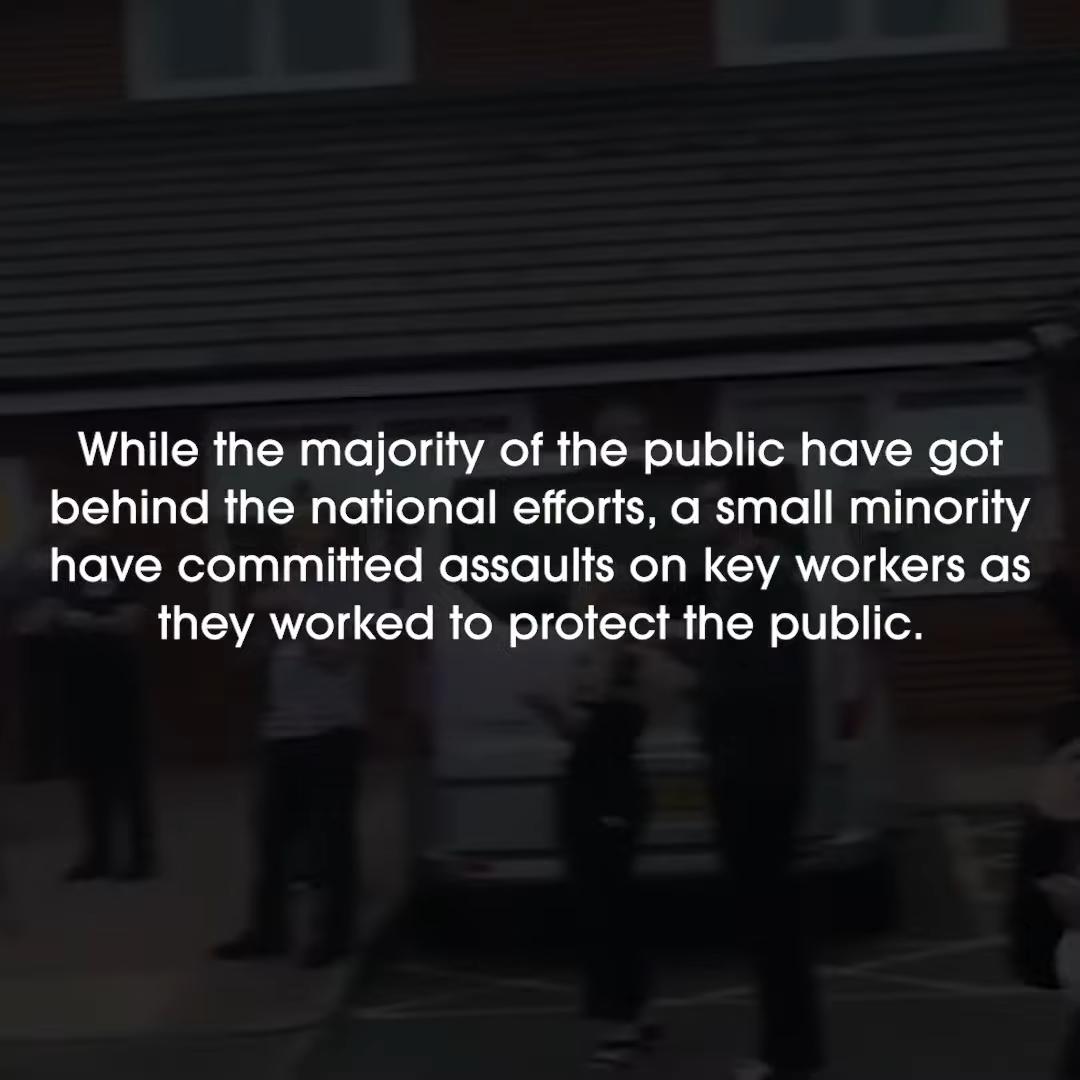 While the majority of the public have got
behind the national efforts, a small minority
have committed assaults on key workers as
they worked to protect the public.